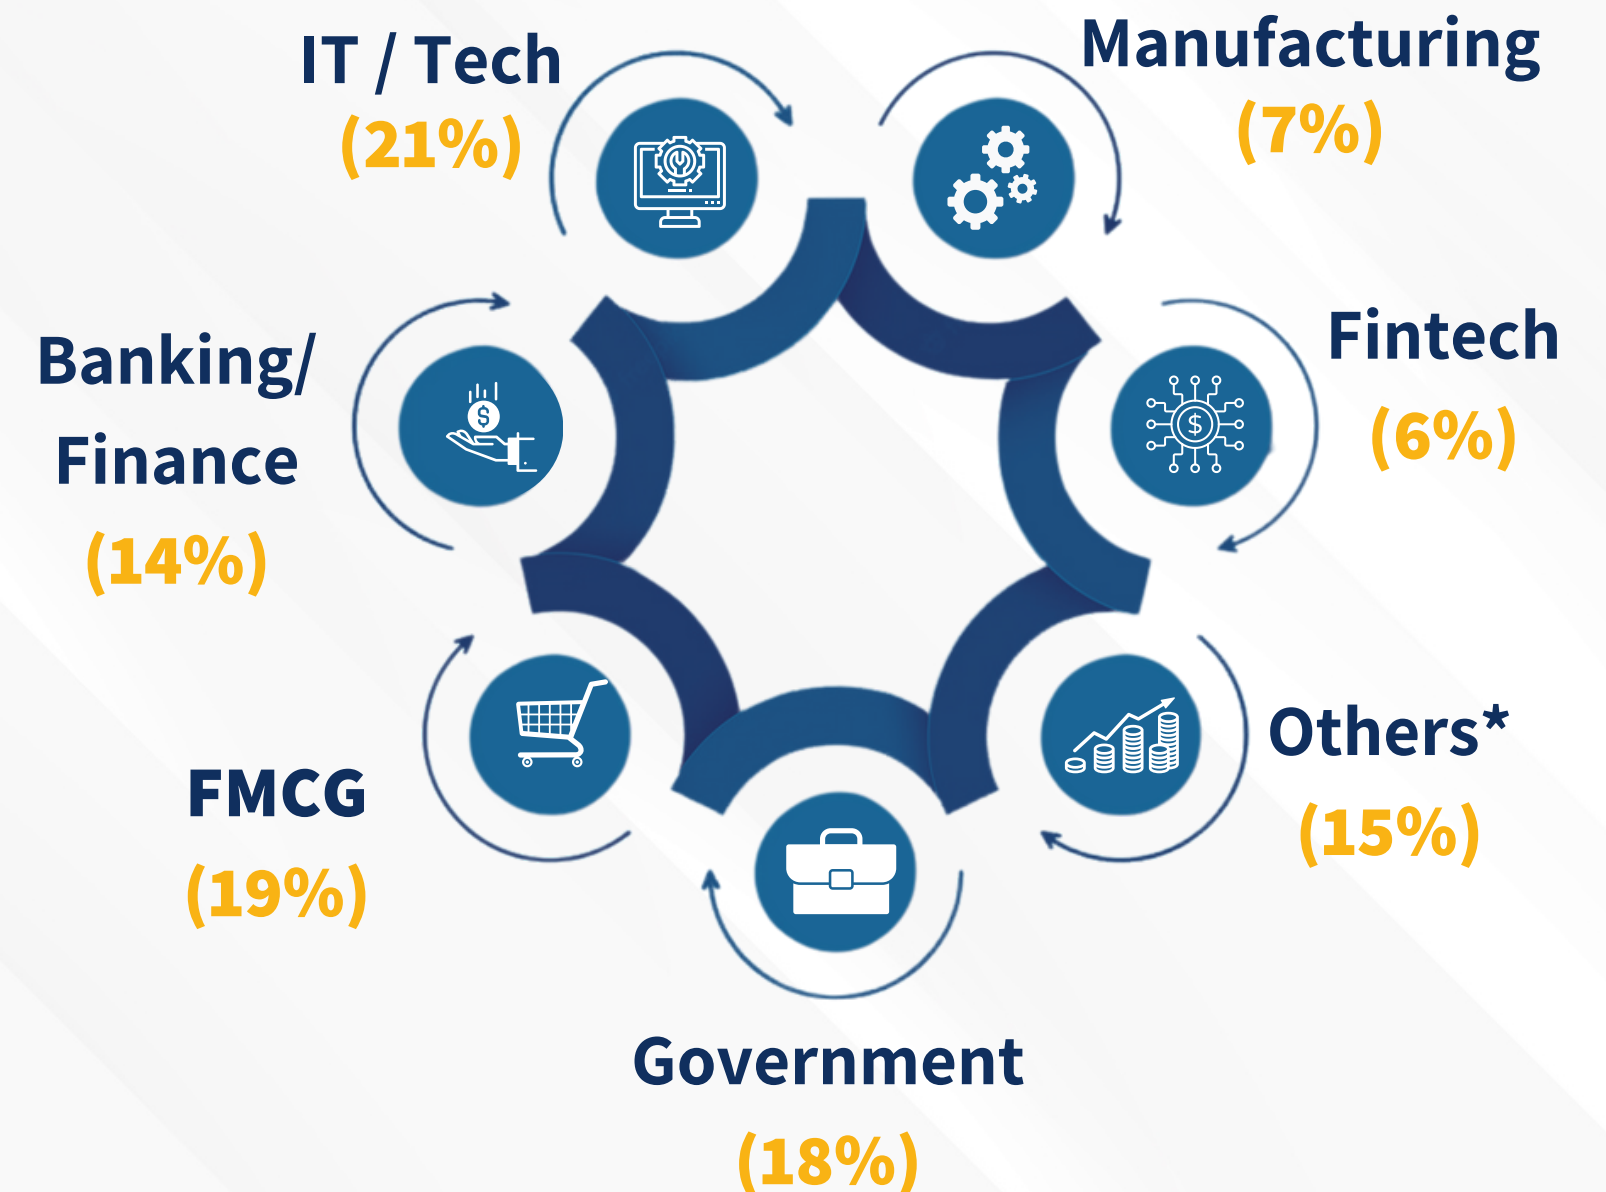 IT / Tech
(21%)
Manufacturing
(7%)
Fintech
(6%)
Banking/
Finance
(14%)
Others*
(15%)
FMCG
(19%)
Government
(18%)